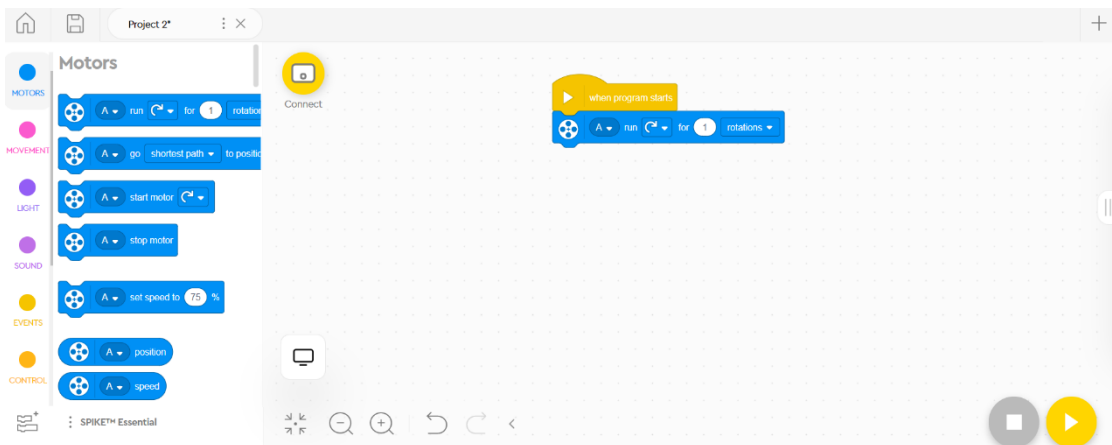 Project 2*
Motors
MOTORS
MOVEMENT
LIGHT
SOUND
EVENTS
CONTROL
A run for 1 rotation
A go shortest path to positio
A start motor
A stop motor
A set speed to 75 %
A position
A speed
Connect
when program starts
A run for 1 rotations
SPIKE™ Essential